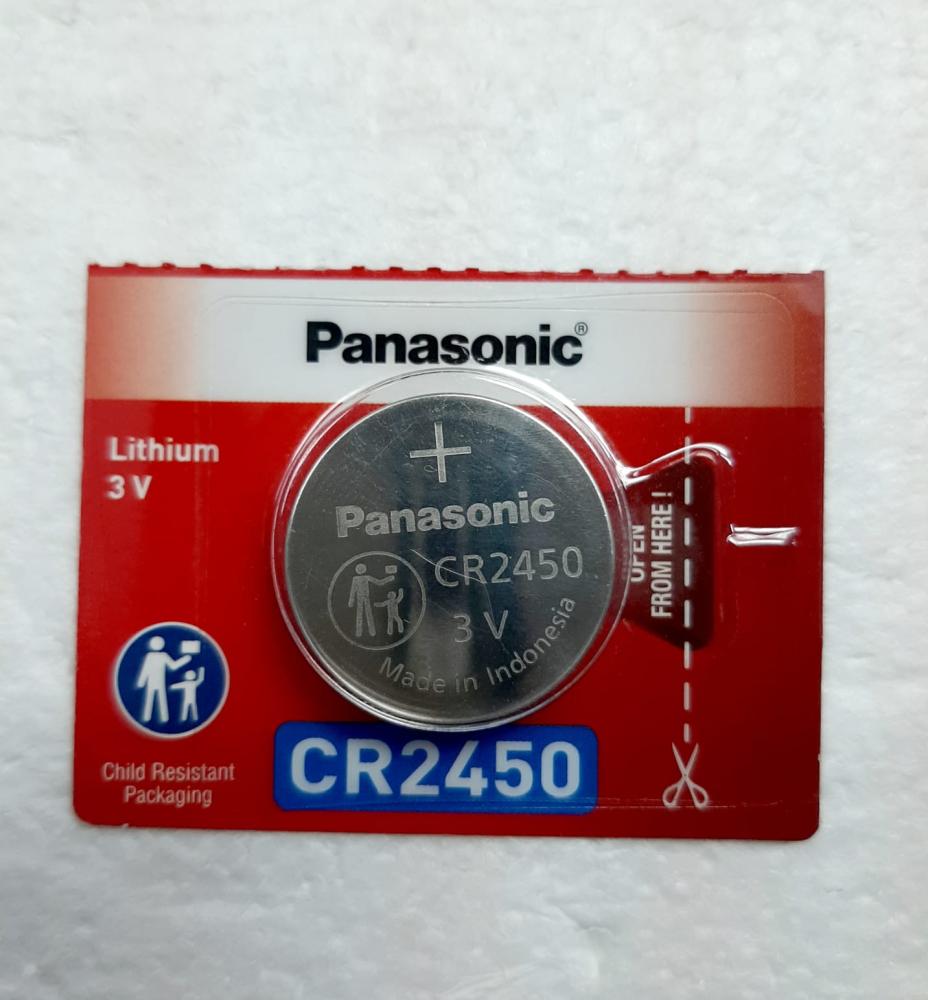 Panasonic®
Lithium
3 V
+
Panasonic
CR2450
3 V
Made in Indonesia
OPEN
FROM HERE!
Child Resistant
Packaging
CR2450